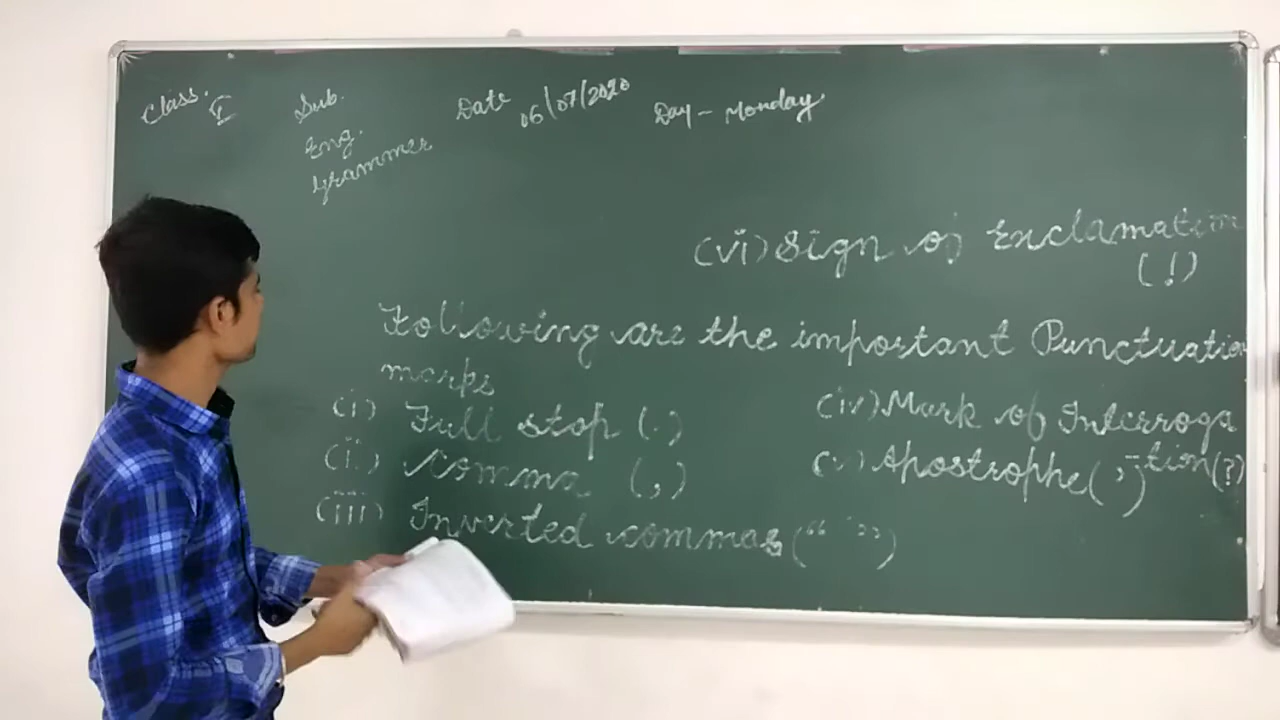 Class. I Sub. Date 06/07/2020 Day - Monday.
Eng.
Grammer
(vi) Sign of Exclamation
(!)
Following are the important Punctuation
marks
(i) Full stop (.)
(ii) Comma (,)
(iii) Inverted commas (“ ”)
(iv) Mark of Interroga
-tion (?)
(v) Apostrophe (’)